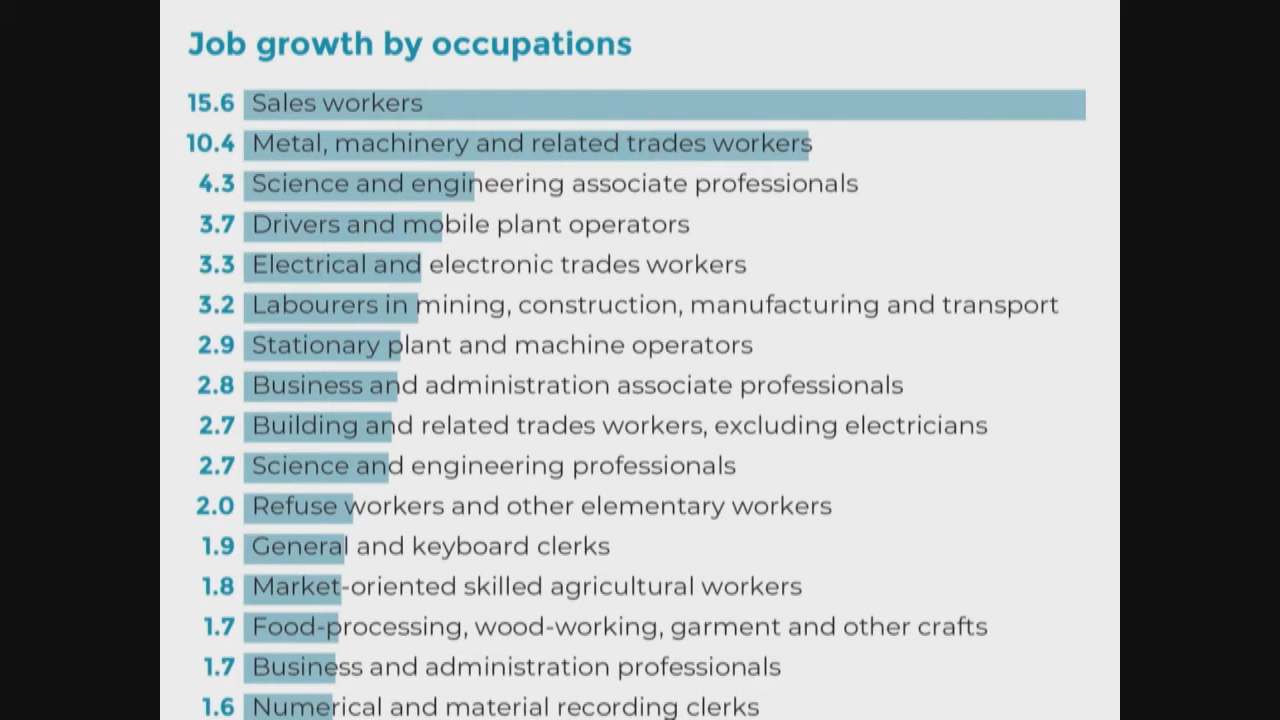 Job growth by occupations
15.6 Sales workers
10.4 Metal, machinery and related trades workers
4.3 Science and engineering associate professionals
3.7 Drivers and mobile plant operators
3.3 Electrical and electronic trades workers
3.2 Labourers in mining, construction, manufacturing and transport
2.9 Stationary plant and machine operators
2.8 Business and administration associate professionals
2.7 Building and related trades workers, excluding electricians
2.7 Science and engineering professionals
2.0 Refuse workers and other elementary workers
1.9 General and keyboard clerks
1.8 Market-oriented skilled agricultural workers
1.7 Food-processing, wood-working, garment and other crafts
1.7 Business and administration professionals
1.6 Numerical and material recording clerks